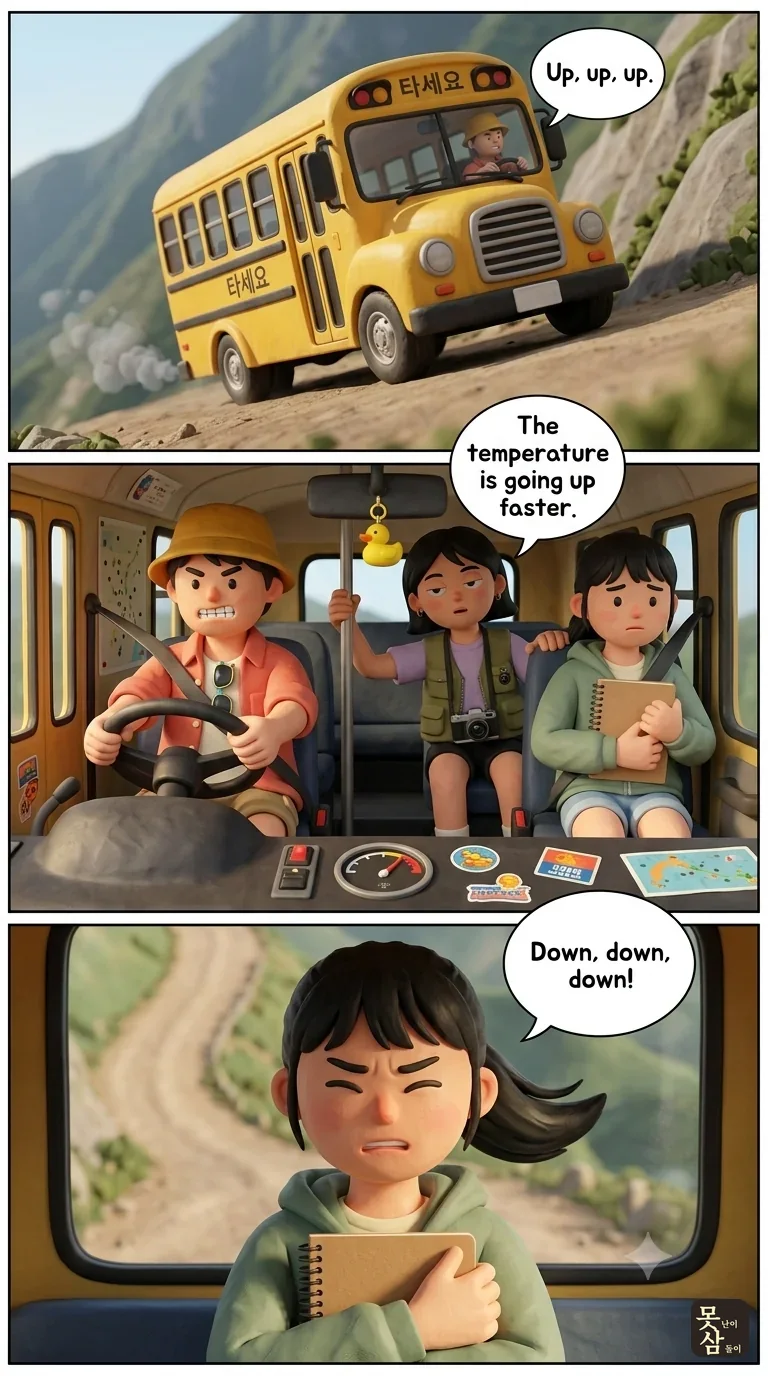 Up, up, up.
타세요
타세요
The
temperature
is going up
faster.
Down, down,
down!
못난이
삼돌이